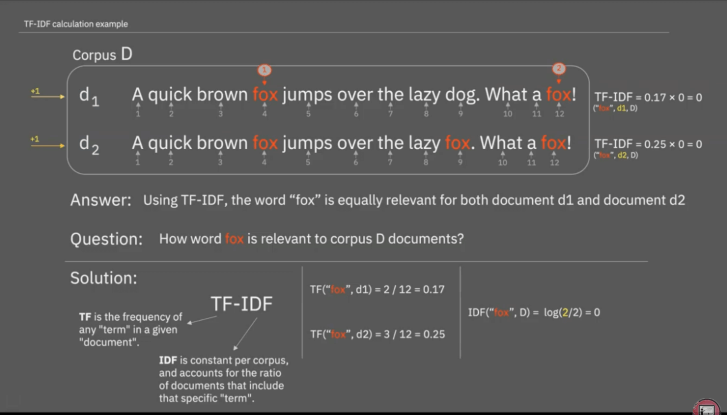 TF-IDF calculation example
Corpus D
1 2
+1 d1 A quick brown fox jumps over the lazy dog. What a fox! TF-IDF = 0.17 × 0 = 0
1 2 3 4 5 6 7 8 9 10 11 12 ("fox", d1, D)
+1 d2 A quick brown fox jumps over the lazy fox. What a fox! TF-IDF = 0.25 × 0 = 0
1 2 3 4 5 6 7 8 9 10 11 12 ("fox", d2, D)
Answer: Using TF-IDF, the word “fox” is equally relevant for both document d1 and document d2
Question: How word fox is relevant to corpus D documents?
Solution:
TF-IDF
TF is the frequency of
any "term" in a given
"document".
IDF is constant per corpus,
and accounts for the ratio
of documents that include
that specific "term".
TF("fox", d1) = 2 / 12 = 0.17
TF("fox", d2) = 3 / 12 = 0.25
IDF("fox", D) = log(2/2) = 0